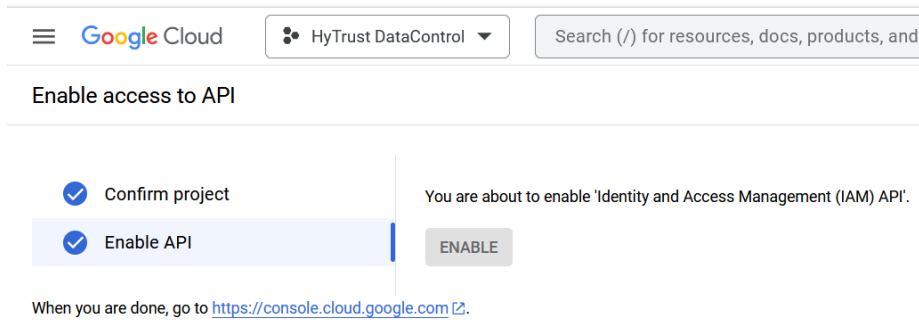 Google Cloud
HyTrust DataControl
Search (/) for resources, docs, products, and
Enable access to API
Confirm project
You are about to enable 'Identity and Access Management (IAM) API'.
Enable API
ENABLE
When you are done, go to https://console.cloud.google.com.